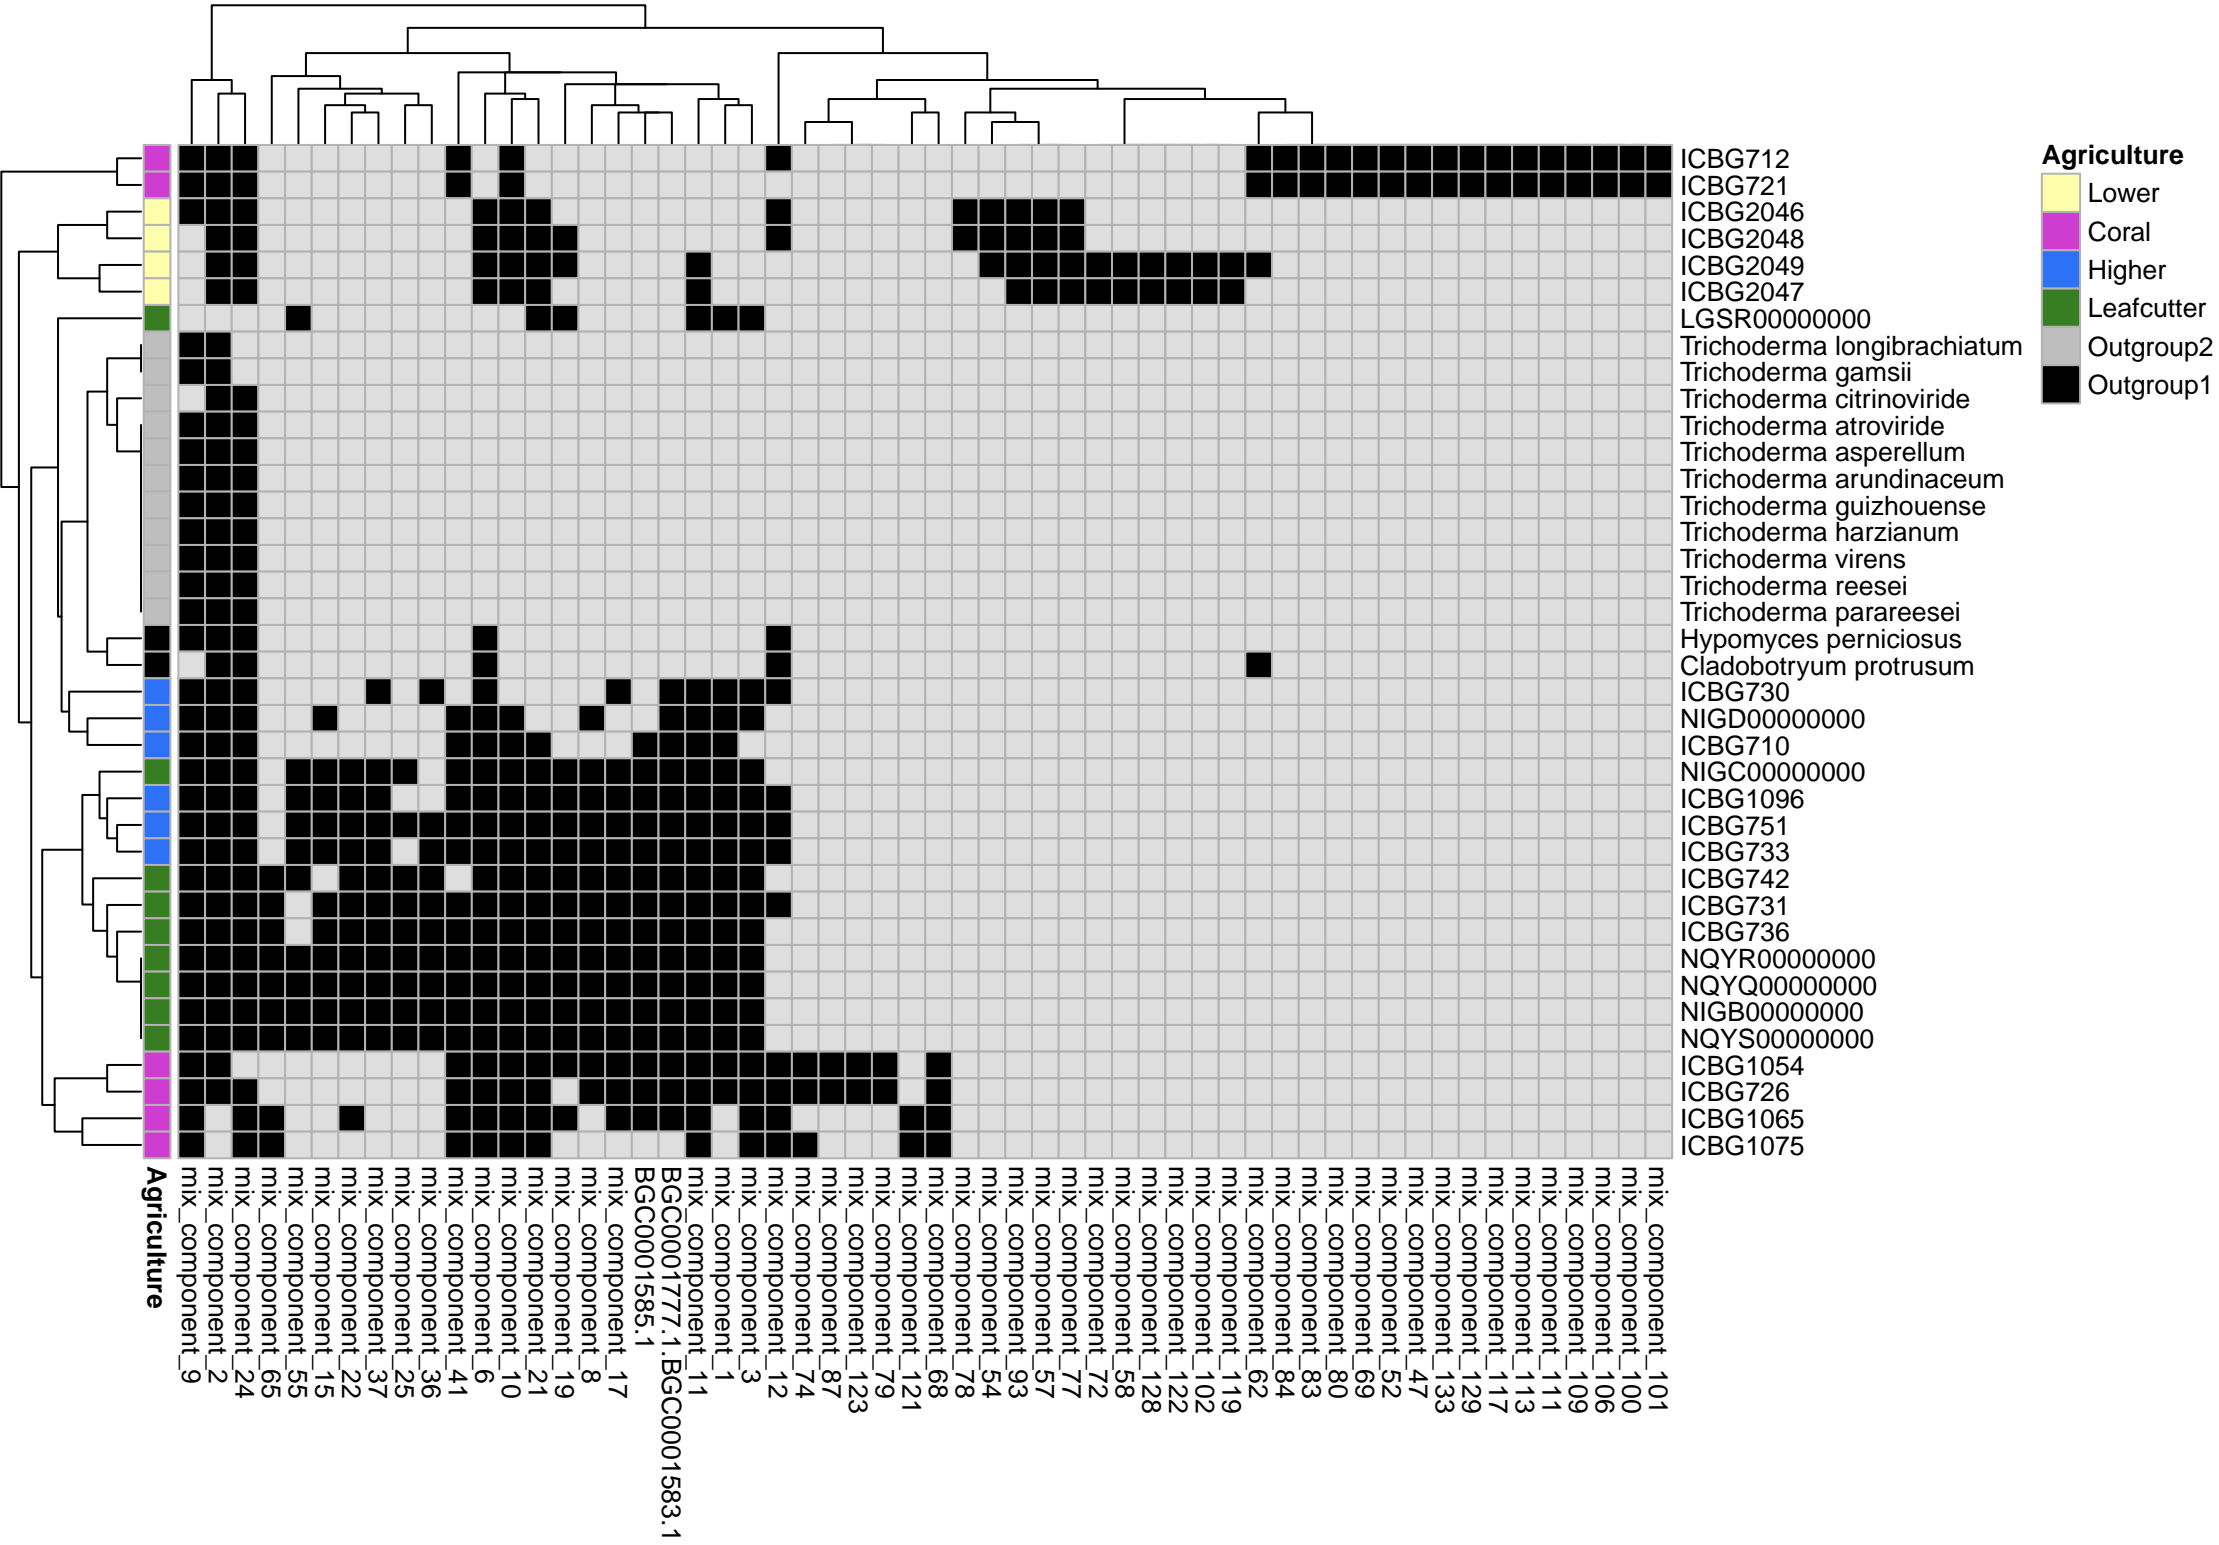 ICBG712
ICBG721
ICBG2046
ICBG2048
ICBG2049
ICBG2047
LGSR00000000
Trichoderma longibrachiatum
Trichoderma gamsii
Trichoderma citrinoviride
Trichoderma atroviride
Trichoderma asperellum
Trichoderma arundinaceum
Trichoderma guizhouense
Trichoderma harzianum
Trichoderma virens
Trichoderma reesei
Trichoderma parareesei
Hypomyces perniciosus
Cladobotryum protrusum
ICBG730
NIGD00000000
ICBG710
NIGC00000000
ICBG1096
ICBG751
ICBG733
ICBG742
ICBG731
ICBG736
NQYR00000000
NQYQ00000000
NIGB00000000
NQYS00000000
ICBG1054
ICBG726
ICBG1065
ICBG1075
Agriculture
Lower
Coral
Higher
Leafcutter
Outgroup2
Outgroup1
Agriculture
mix_component_9
mix_component_2
mix_component_24
mix_component_65
mix_component_55
mix_component_15
mix_component_22
mix_component_37
mix_component_25
mix_component_36
mix_component_41
mix_component_6
mix_component_10
mix_component_21
mix_component_19
mix_component_8
mix_component_17
BGC0001585.1
BGC0001777.1.BGC0001583.1
mix_component_11
mix_component_1
mix_component_3
mix_component_12
mix_component_74
mix_component_87
mix_component_123
mix_component_79
mix_component_121
mix_component_68
mix_component_78
mix_component_54
mix_component_93
mix_component_57
mix_component_77
mix_component_72
mix_component_58
mix_component_128
mix_component_122
mix_component_102
mix_component_119
mix_component_62
mix_component_84
mix_component_83
mix_component_80
mix_component_69
mix_component_52
mix_component_47
mix_component_133
mix_component_129
mix_component_117
mix_component_113
mix_component_111
mix_component_109
mix_component_106
mix_component_100
mix_component_101